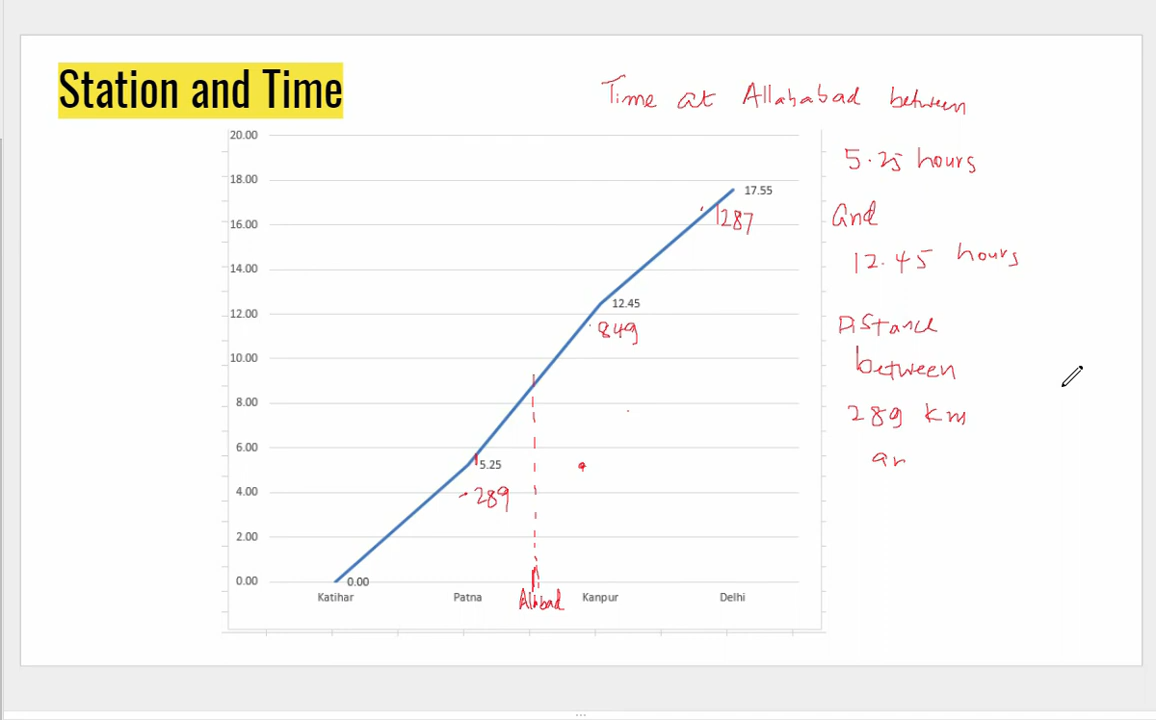 Station and Time
Time at Allahabad between
5.25 hours
and
12.45 hours
Distance
between
289 km
an
20.00
18.00
16.00
14.00
12.00
10.00
8.00
6.00
4.00
2.00
0.00
17.55
1287
12.45
849
5.25
289
0.00
Katihar
Patna
Kanpur
Delhi